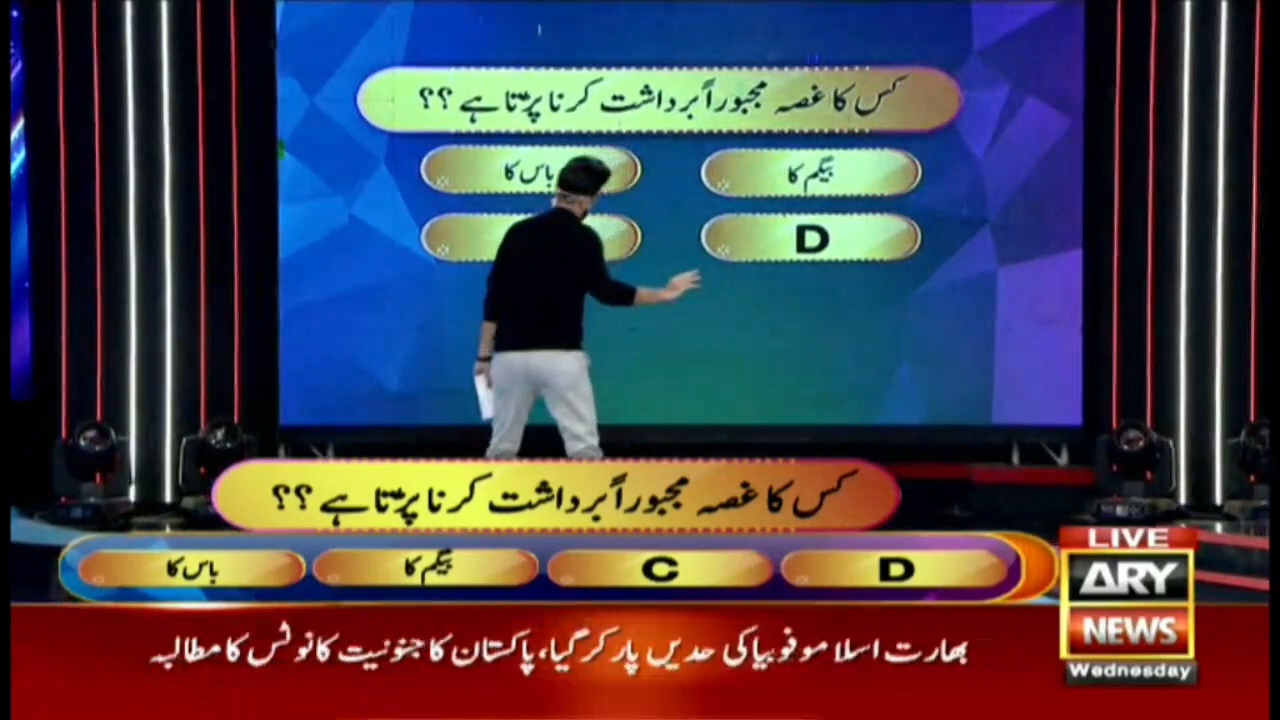 کس کا غصہ مجبوراً برداشت کرنا پڑتا ہے ؟؟
باس کا
بیگم کا
D
کس کا غصہ مجبوراً برداشت کرنا پڑتا ہے ؟؟
باس کا
بیگم کا
C
D
LIVE
ARY
NEWS
Wednesday
بھارت اسلاموفوبیا کی حدیں پار کر گیا، پاکستان کا جنونیت کا نوٹس کا مطالبہ